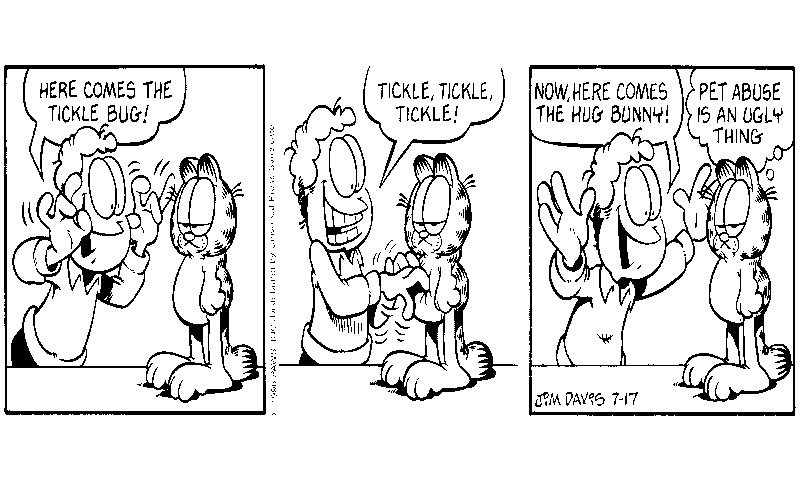 HERE COMES THE
TICKLE BUG!
TICKLE, TICKLE,
TICKLE!
NOW, HERE COMES
THE HUG BUNNY!
PET ABUSE
IS AN UGLY
THING
JIM DAVIS 7-17